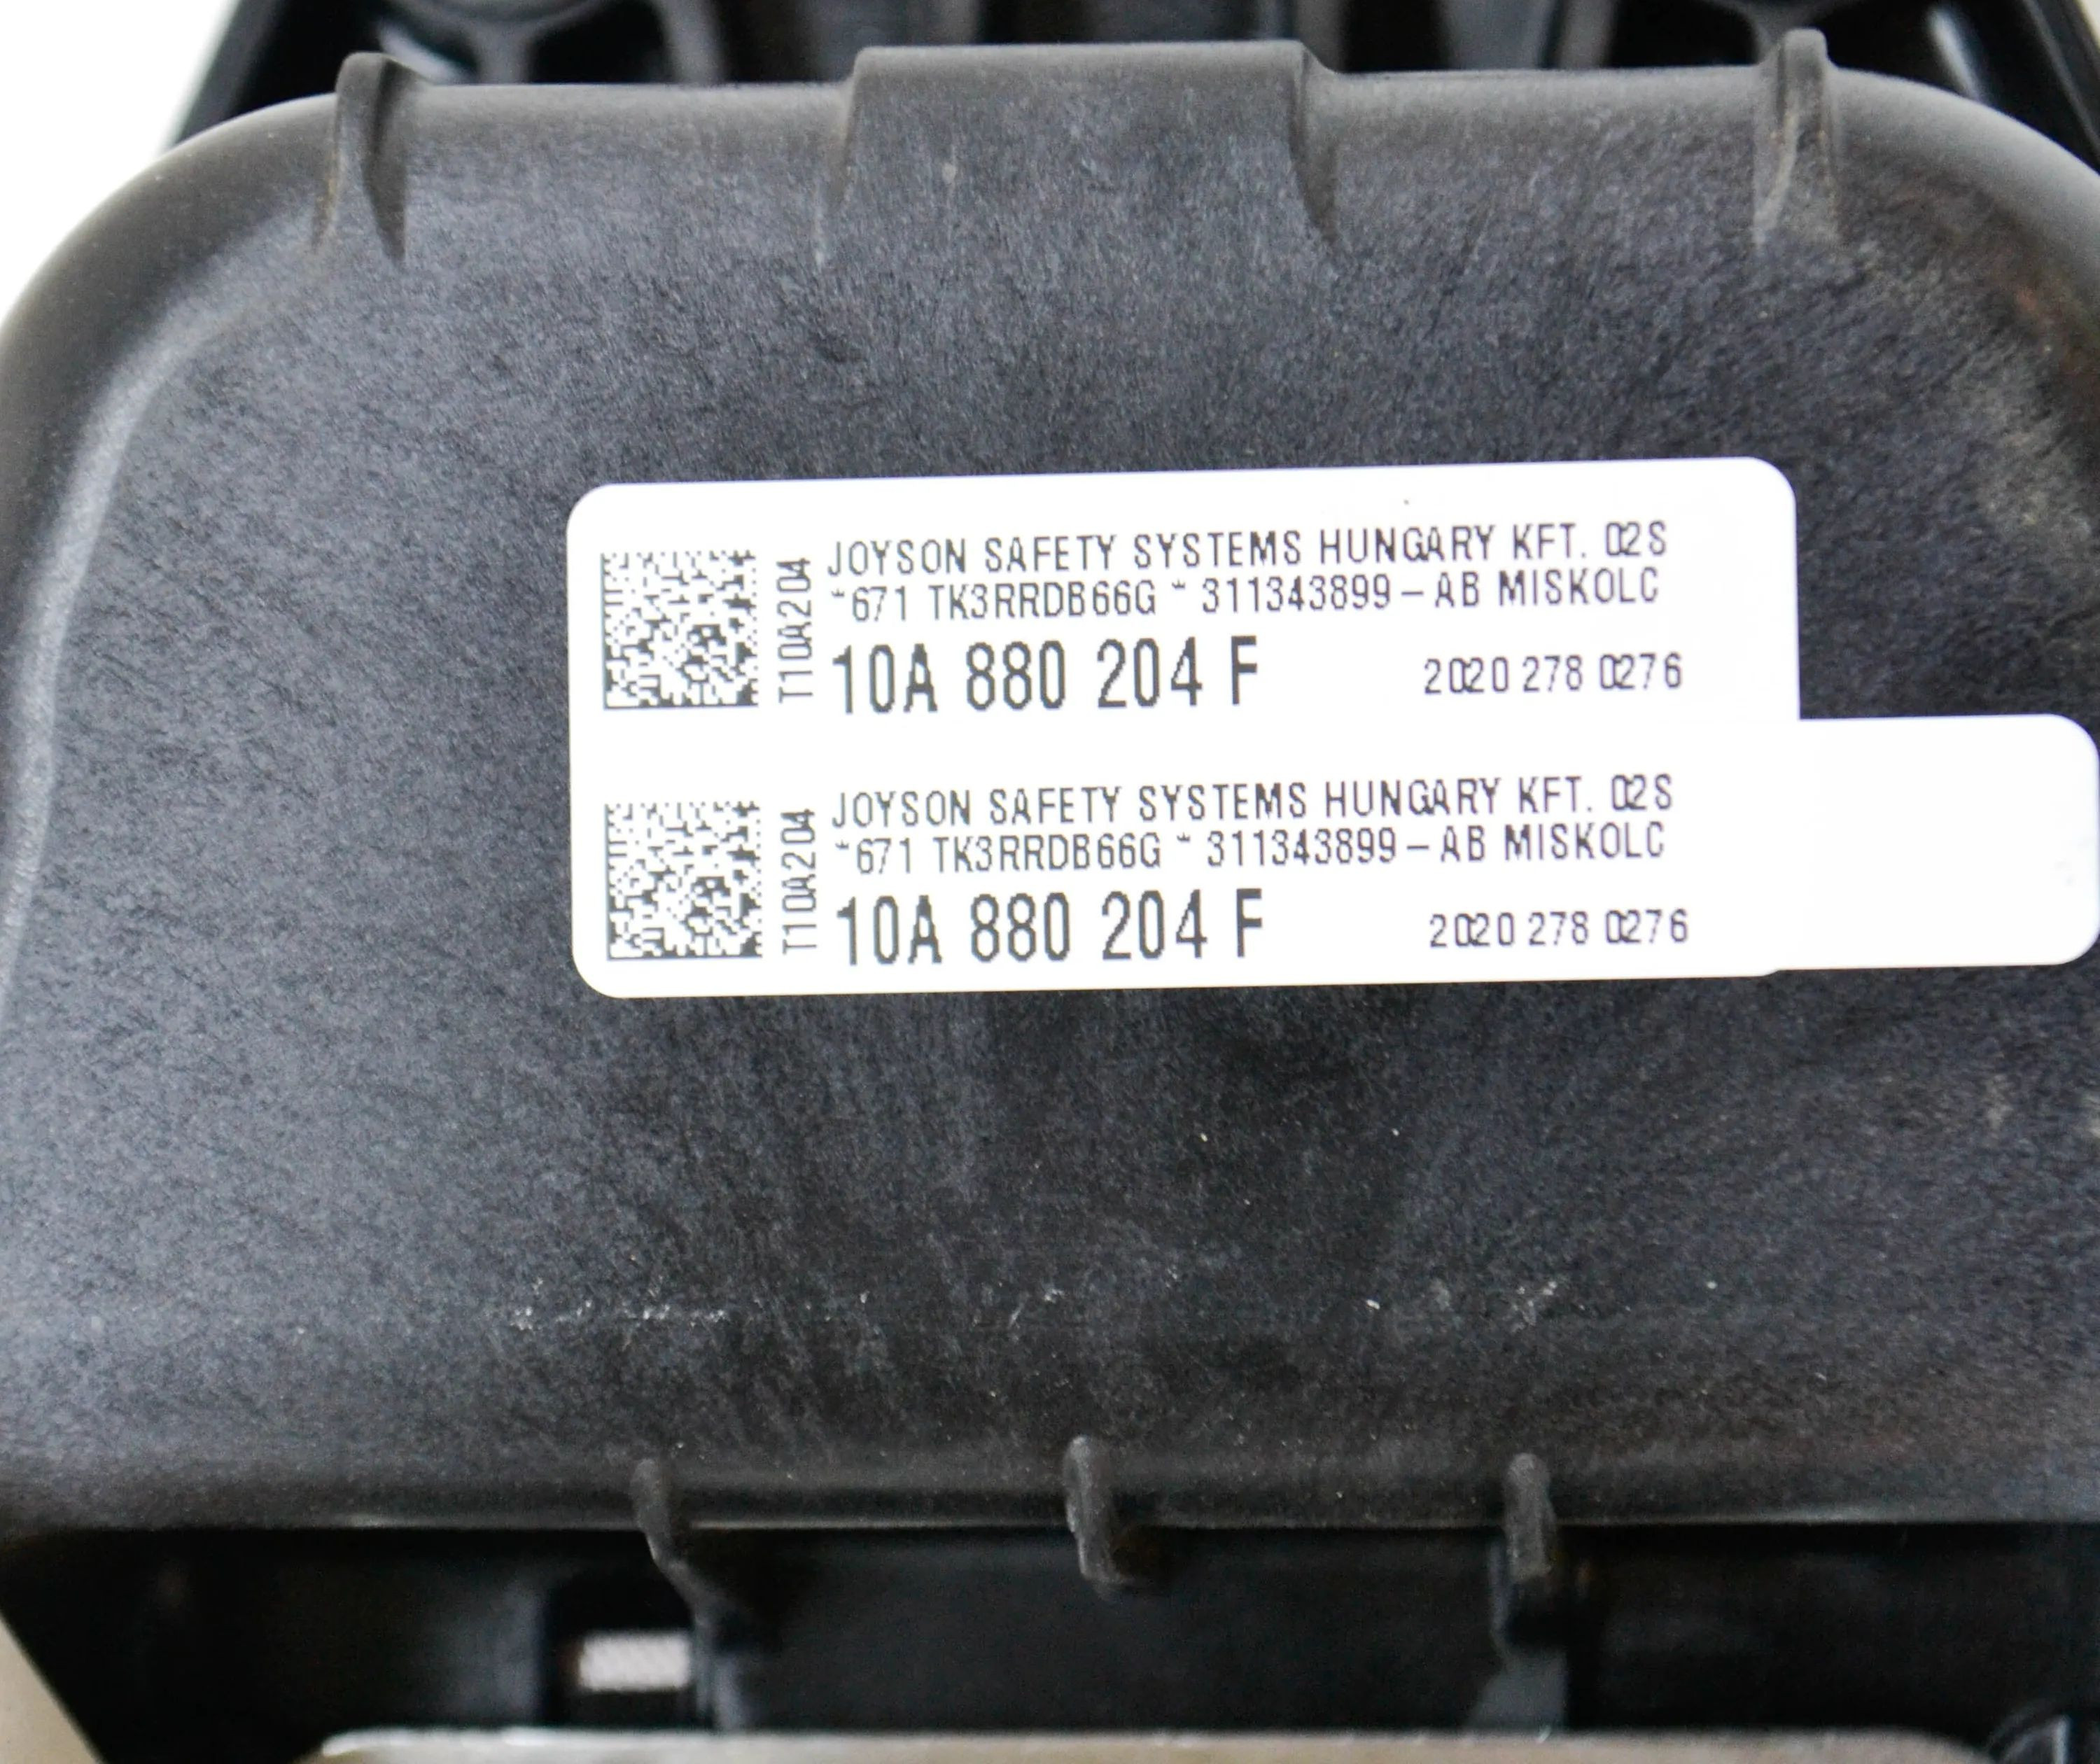 T10A204
JOYSON SAFETY SYSTEMS HUNGARY KFT. 02S
*671 TK3RRDB66G * 311343899-AB MISKOLC
10A 880 204 F 2020 278 0276
T10A204
JOYSON SAFETY SYSTEMS HUNGARY KFT. 02S
*671 TK3RRDB66G * 311343899-AB MISKOLC
10A 880 204 F 2020 278 0276